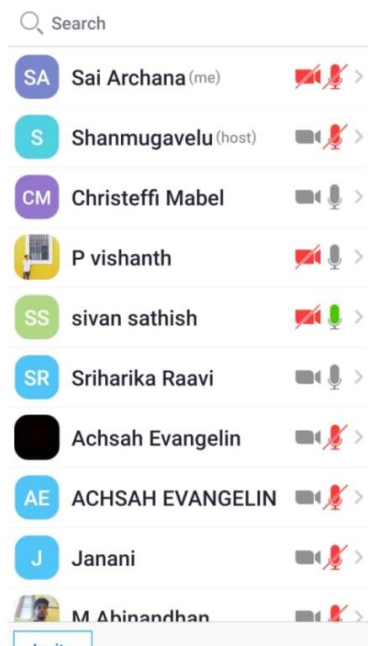 Search
SA Sai Archana (me)
S Shanmugavelu (host)
CM Christeffi Mabel
P vishanth
SS sivan sathish
SR Sriharika Raavi
Achsah Evangelin
AE ACHSAH EVANGELIN
J Janani
M Abinandhan